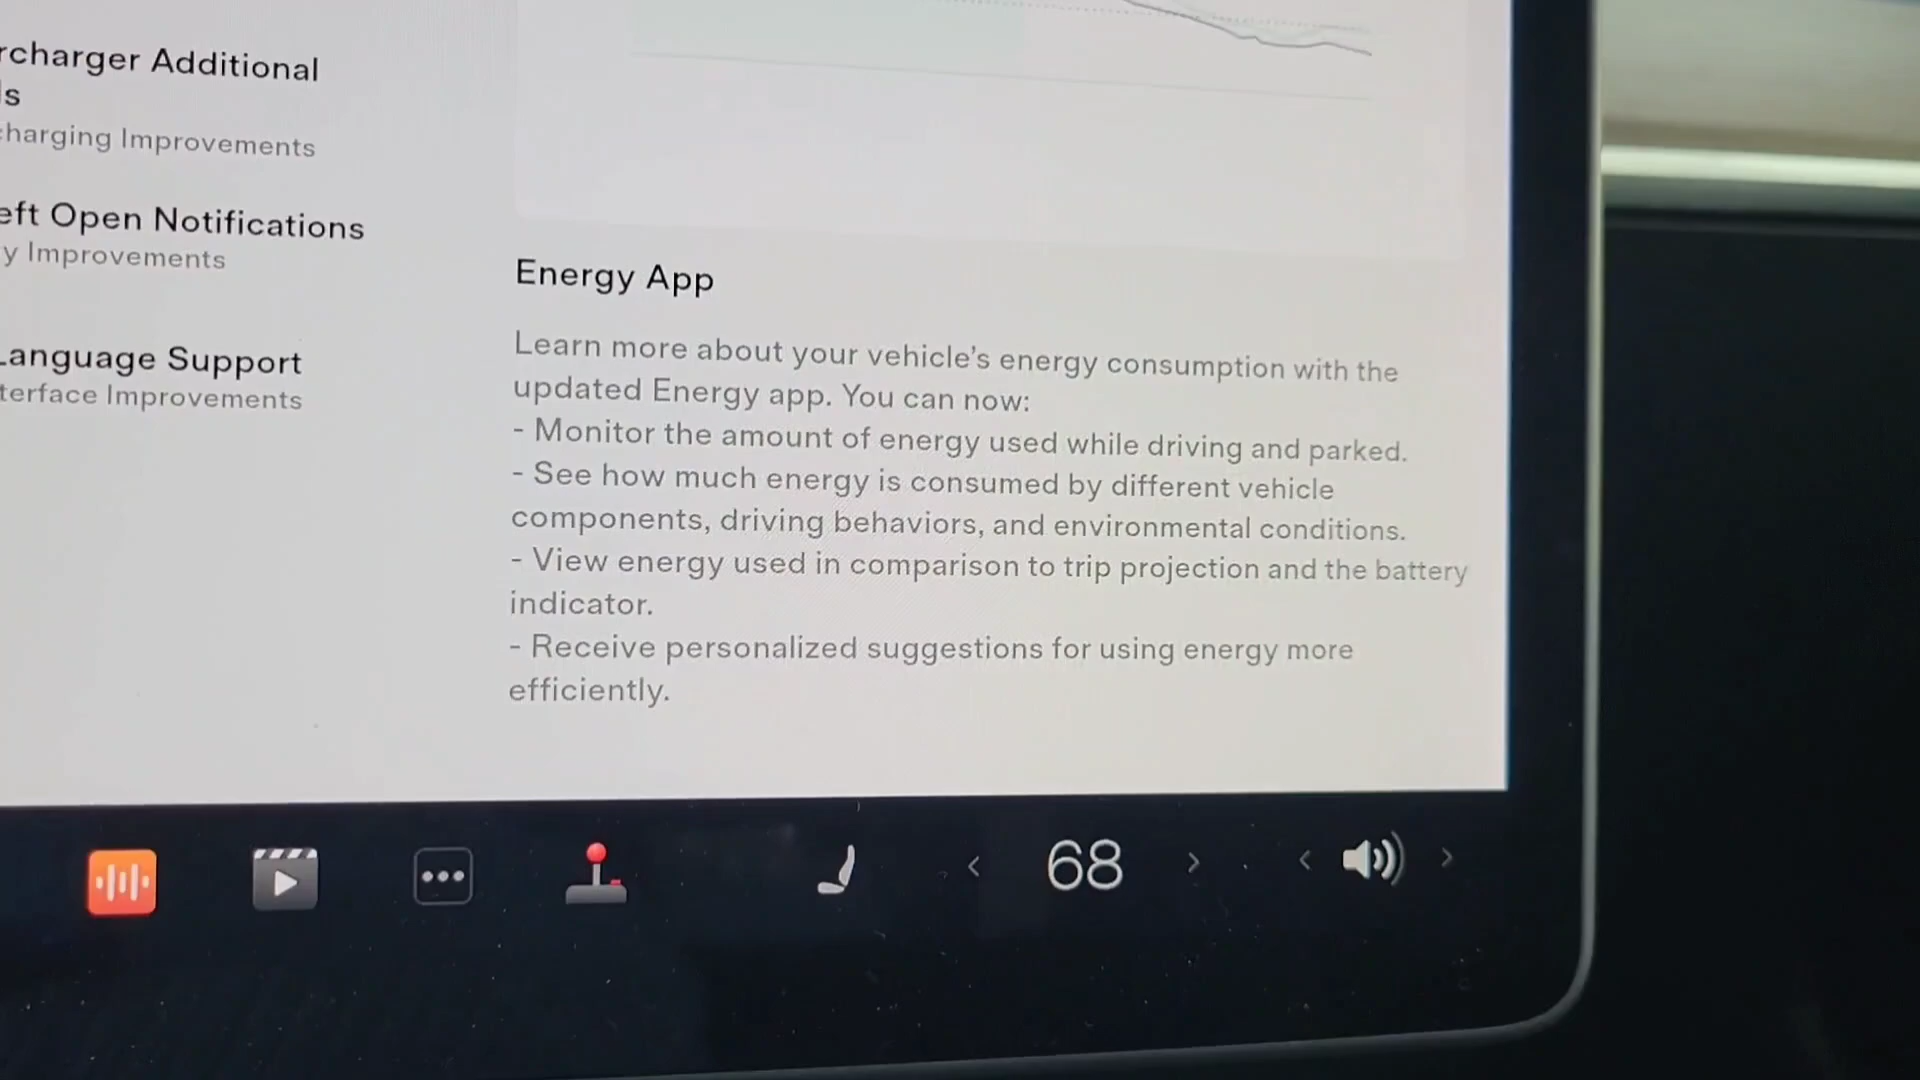 rcharger Additional
s
charging Improvements
eft Open Notifications
y Improvements
Language Support
terface Improvements
Energy App
Learn more about your vehicle's energy consumption with the
updated Energy app. You can now:
- Monitor the amount of energy used while driving and parked.
- See how much energy is consumed by different vehicle
components, driving behaviors, and environmental conditions.
- View energy used in comparison to trip projection and the battery
indicator.
- Receive personalized suggestions for using energy more
efficiently.
68